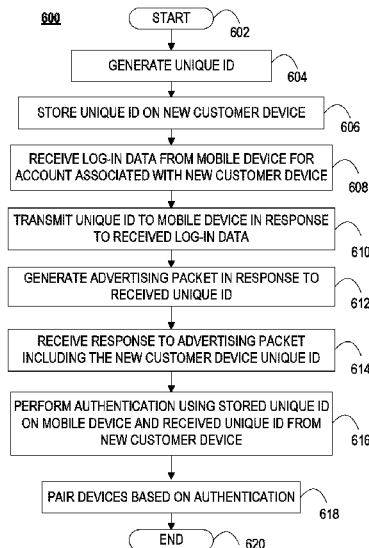 600
START
602
GENERATE UNIQUE ID
604
STORE UNIQUE ID ON NEW CUSTOMER DEVICE
606
RECEIVE LOG-IN DATA FROM MOBILE DEVICE FOR
ACCOUNT ASSOCIATED WITH NEW CUSTOMER DEVICE
608
TRANSMIT UNIQUE ID TO MOBILE DEVICE IN RESPONSE
TO RECEIVED LOG-IN DATA
610
GENERATE ADVERTISING PACKET IN RESPONSE TO
RECEIVED UNIQUE ID
612
RECEIVE RESPONSE TO ADVERTISING PACKET
INCLUDING THE NEW CUSTOMER DEVICE UNIQUE ID
614
PERFORM AUTHENTICATION USING STORED UNIQUE ID
ON MOBILE DEVICE AND RECEIVED UNIQUE ID FROM
NEW CUSTOMER DEVICE
616
PAIR DEVICES BASED ON AUTHENTICATION
618
END
620